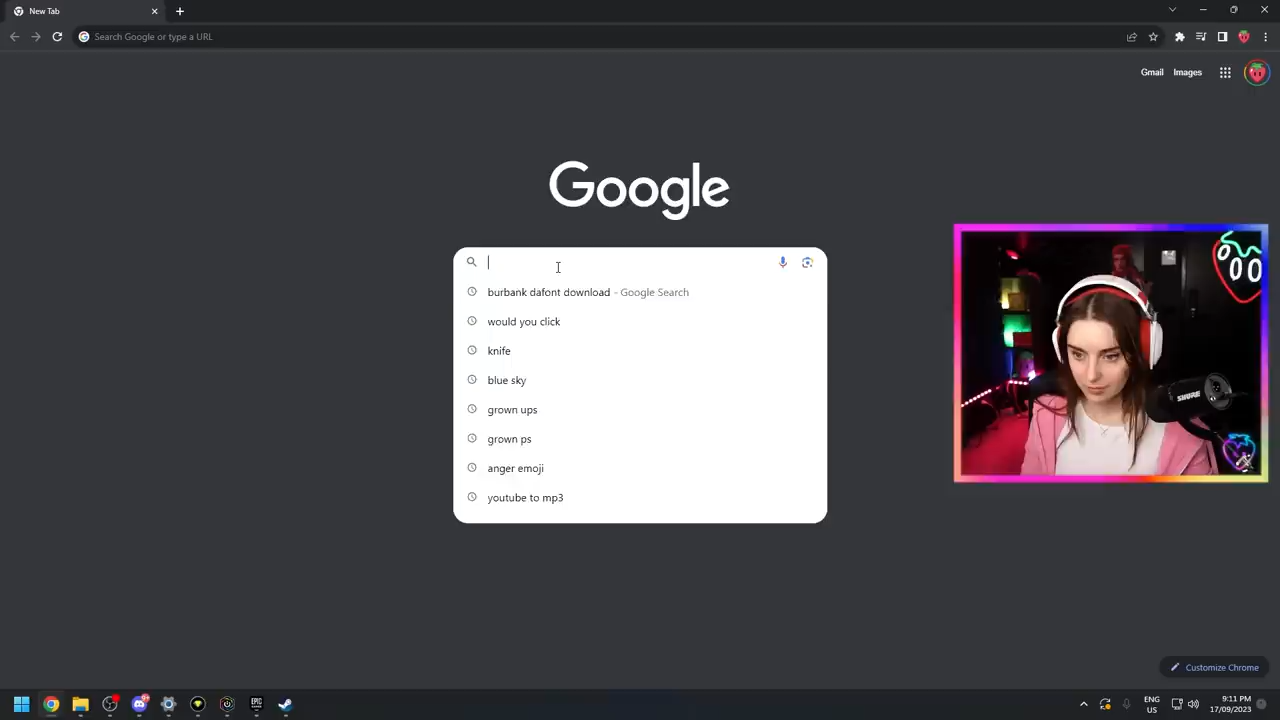 New Tab
Search Google or type a URL
Gmail Images
Google
burbank dafont download - Google Search
would you click
knife
blue sky
grown ups
grown ps
anger emoji
youtube to mp3
SHURE
Customize Chrome
EPIC
ENG
US
9:11 PM
17/09/2023